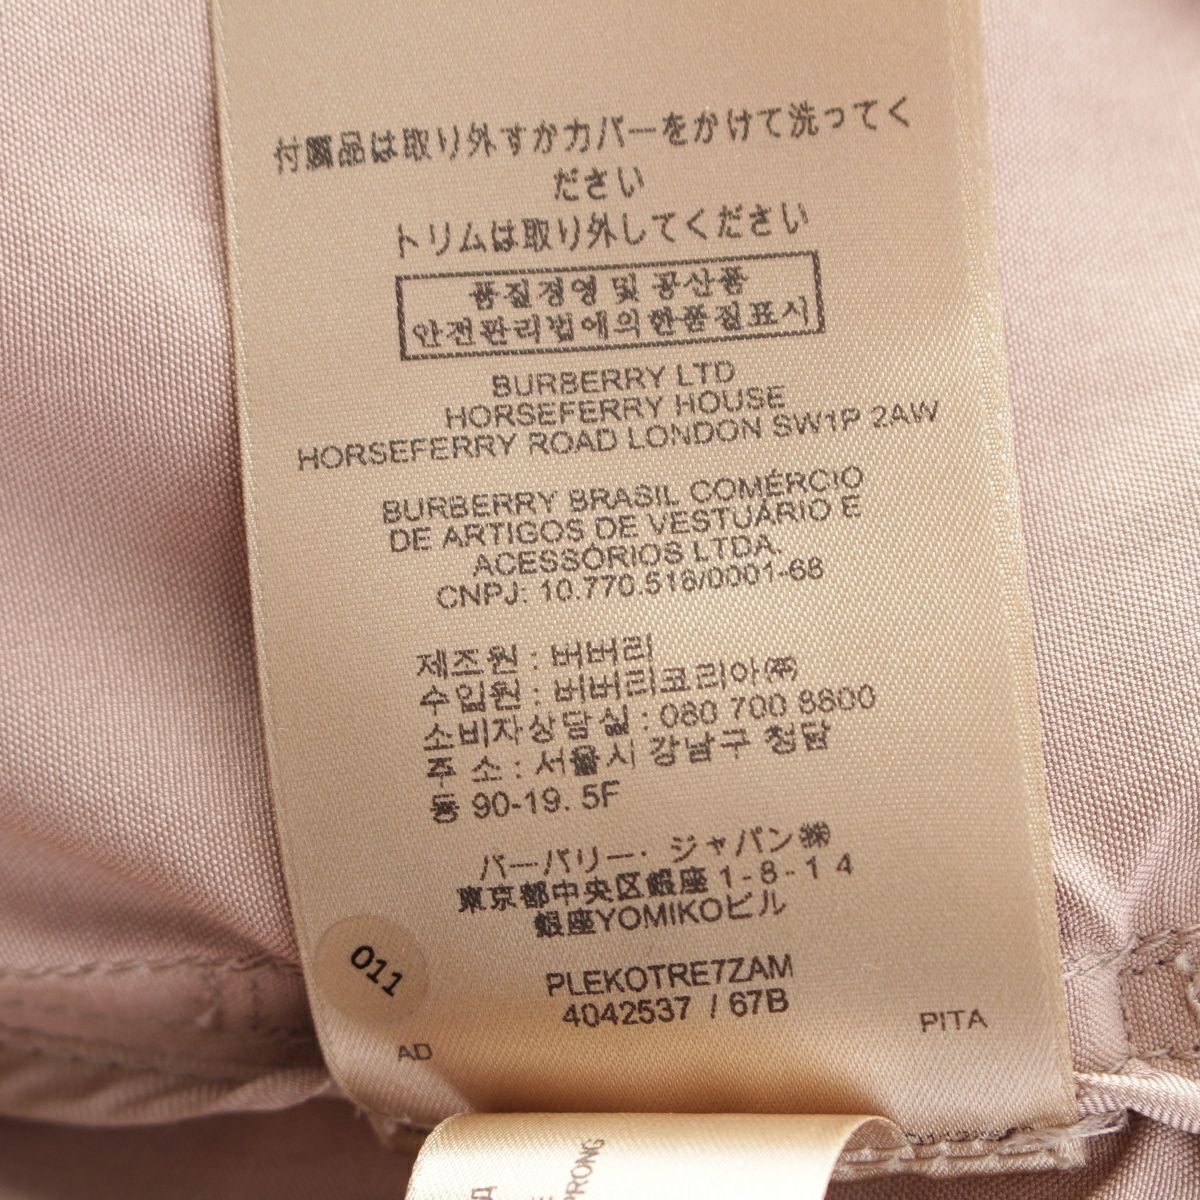 付属品は取り外すかカバーをかけて洗ってく
ださい
トリムは取り外してください
품질경영 및 공산품
안전관리법에의한품질표시
BURBERRY LTD
HORSEFERRY HOUSE
HORSEFERRY ROAD LONDON SW1P 2AW
BURBERRY BRASIL COMÉRCIO
DE ARTIGOS DE VESTUÁRIO E
ACESSÓRIOS LTDA.
CNPJ: 10.770.518/0001-68
제조원 : 버버리
수입원 : 버버리코리아㈜
소비자상담실 : 080 700 8800
주 소 : 서울시 강남구 청담
동 90-19. 5F
バーバリー・ジャパン㈱
東京都中央区銀座1-8-14
銀座YOMIKOビル
011
PLEKOTRE7ZAM
4042537 / 67B
AD
PITA
PRONG